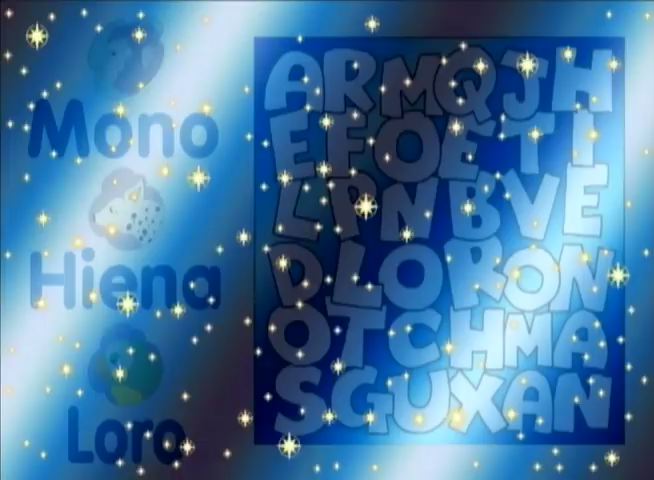 Mono
Hiena
Loro
ARMQJH
EFOETI
LPNBVE
DLORON
OTCHMA
SGUXAN